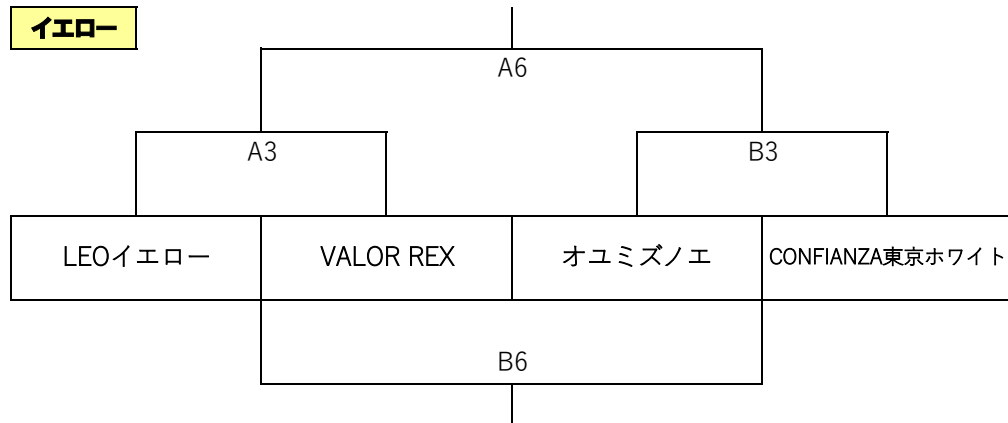 イエロー
A6
A3
B3
LEOイエロー
VALOR REX
オユミズノエ
CONFIANZA東京ホワイト
B6